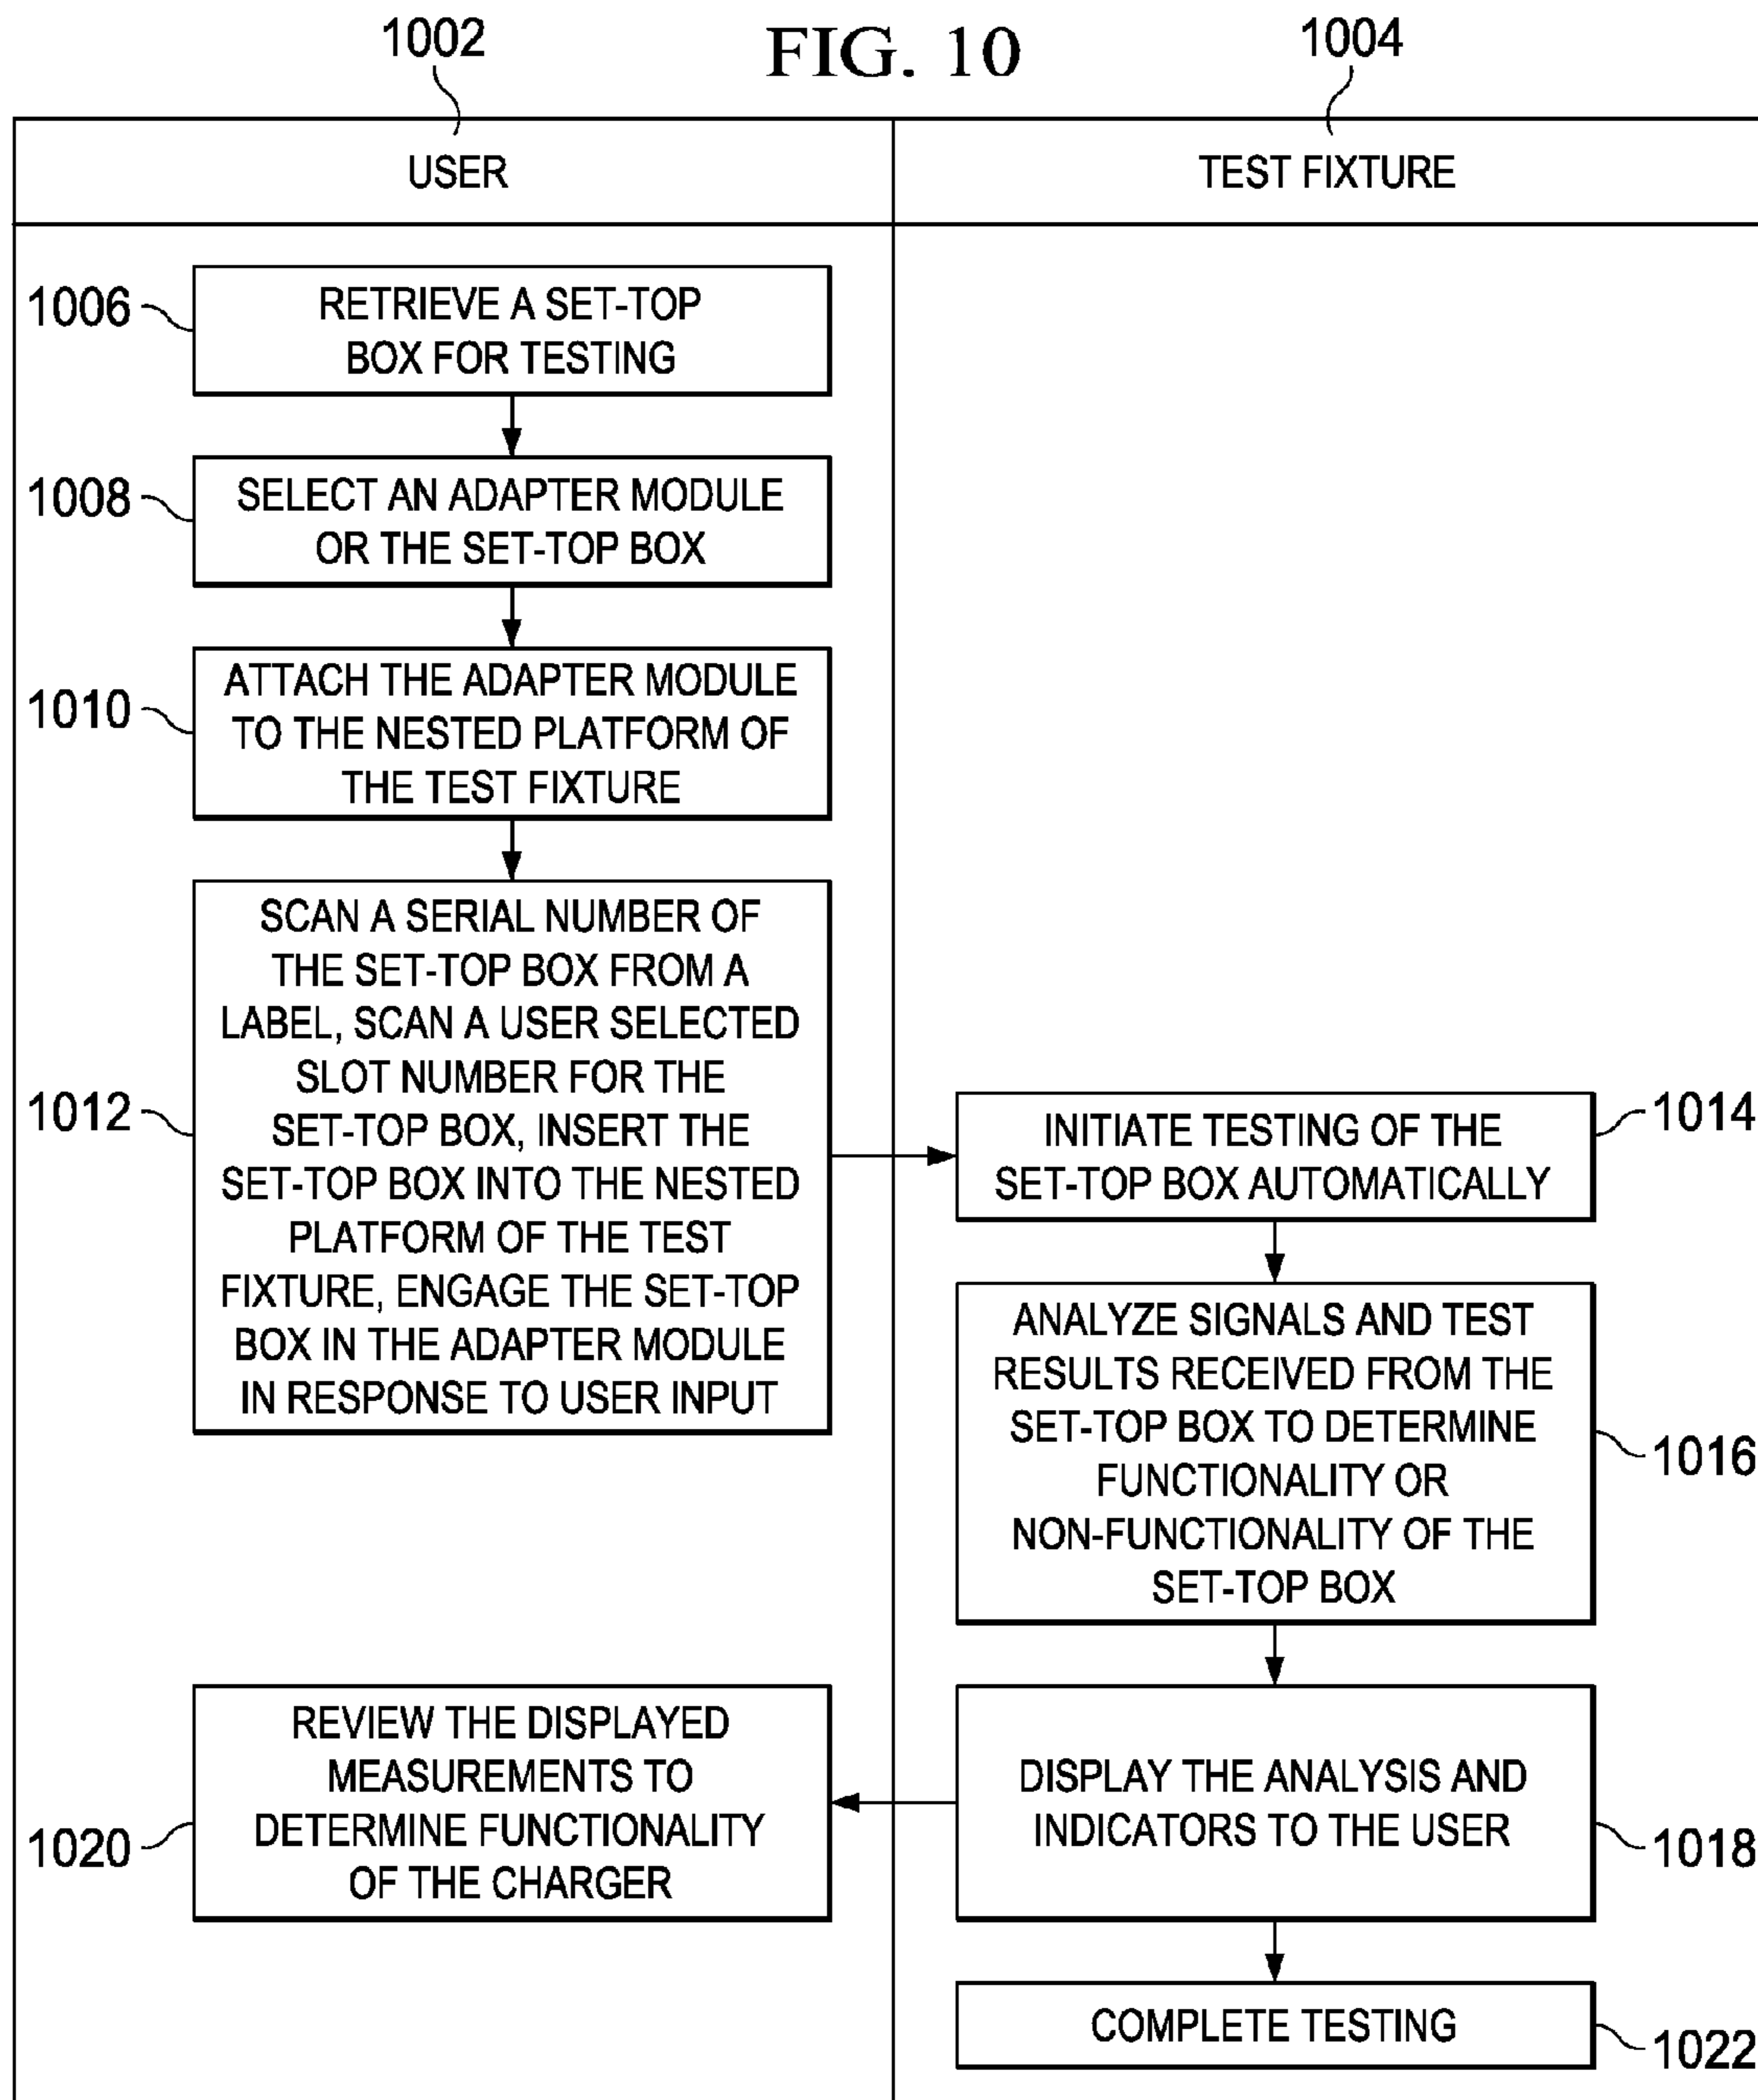 1002
FIG. 10
1004
USER
TEST FIXTURE
1006
RETRIEVE A SET-TOP
BOX FOR TESTING
1008
SELECT AN ADAPTER MODULE
OR THE SET-TOP BOX
1010
ATTACH THE ADAPTER MODULE
TO THE NESTED PLATFORM OF
THE TEST FIXTURE
1012
SCAN A SERIAL NUMBER OF
THE SET-TOP BOX FROM A
LABEL, SCAN A USER SELECTED
SLOT NUMBER FOR THE
SET-TOP BOX, INSERT THE
SET-TOP BOX INTO THE NESTED
PLATFORM OF THE TEST
FIXTURE, ENGAGE THE SET-TOP
BOX IN THE ADAPTER MODULE
IN RESPONSE TO USER INPUT
INITIATE TESTING OF THE
SET-TOP BOX AUTOMATICALLY
1014
ANALYZE SIGNALS AND TEST
RESULTS RECEIVED FROM THE
SET-TOP BOX TO DETERMINE
FUNCTIONALITY OR
NON-FUNCTIONALITY OF THE
SET-TOP BOX
1016
DISPLAY THE ANALYSIS AND
INDICATORS TO THE USER
1018
1020
REVIEW THE DISPLAYED
MEASUREMENTS TO
DETERMINE FUNCTIONALITY
OF THE CHARGER
COMPLETE TESTING
1022